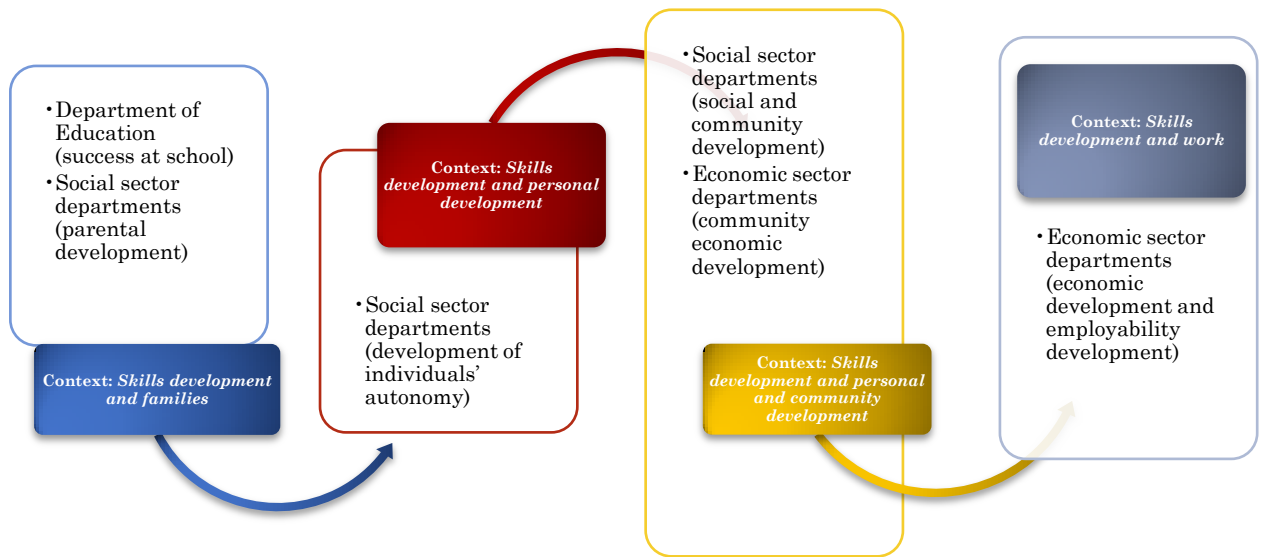 • Department of
Education
(success at school)
• Social sector
departments
(parental
development)
Context: Skills development
and families
Context: Skills
development and personal
development
• Social sector
departments
(development of
individuals’
autonomy)
• Social sector
departments
(social and
community
development)
• Economic sector
departments
(community
economic
development)
Context: Skills
development and personal
and community
development
Context: Skills
development and work
• Economic sector
departments
(economic
development and
employability
development)